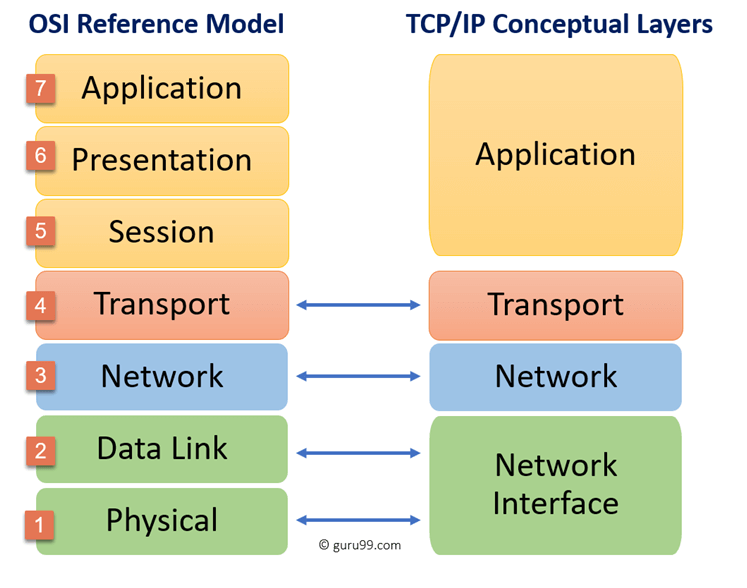 OSI Reference Model
TCP/IP Conceptual Layers
7 Application
6 Presentation
5 Session
4 Transport
3 Network
2 Data Link
1 Physical
Application
Transport
Network
Network
Interface
© guru99.com